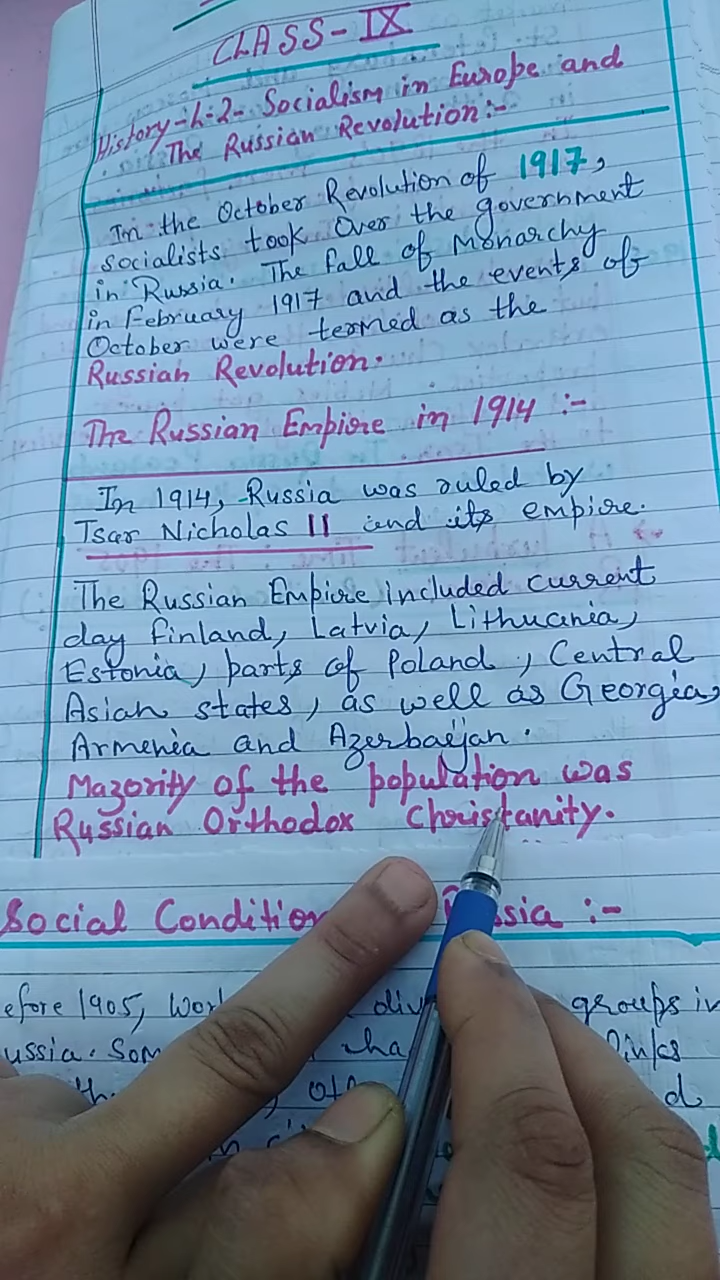 CLASS-IX
History-h-2- Socialism in Europe and
The Russian Revolution:-
In the October Revolution of 1917,
socialists took Over the government
in Russia. The fall of Monarchy
in February 1917 and the events of
October were termed as the
Russian Revolution.
The Russian Empire in 1914 :-
In 1914, Russia was ruled by
Tsar Nicholas II and its empire.
The Russian Empire included current
day Finland, Latvia, Lithuania,
Estonia, parts of Poland, Central
Asian states, as well as Georgia,
Armenia and Azerbaijan.
Mazority of the population was
Russian Orthodox Christanity.
Social Condition :-
efore 1905, groups in
ussia.